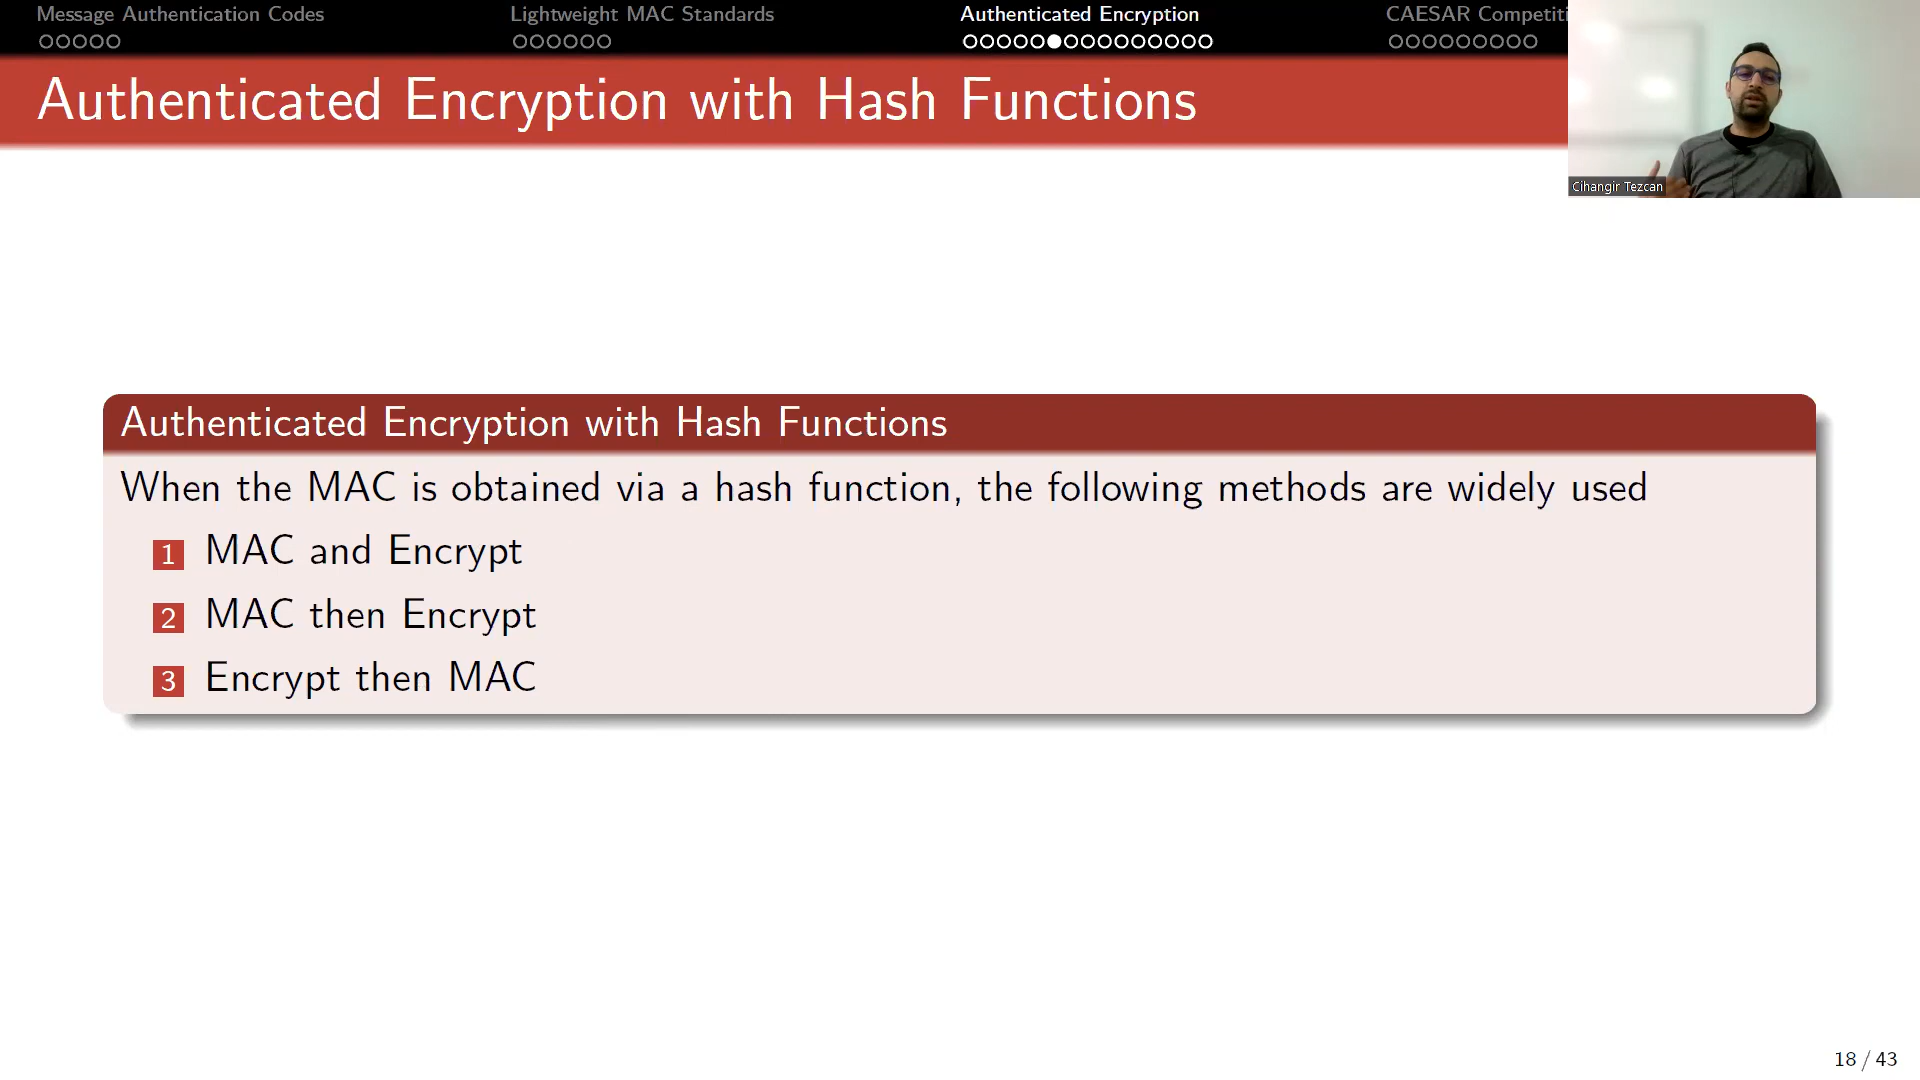 Message Authentication Codes
Lightweight MAC Standards
Authenticated Encryption
CAESAR Competiti
Authenticated Encryption with Hash Functions
Cihangir Tezcan
Authenticated Encryption with Hash Functions
When the MAC is obtained via a hash function, the following methods are widely used
1 MAC and Encrypt
2 MAC then Encrypt
3 Encrypt then MAC
18 / 43